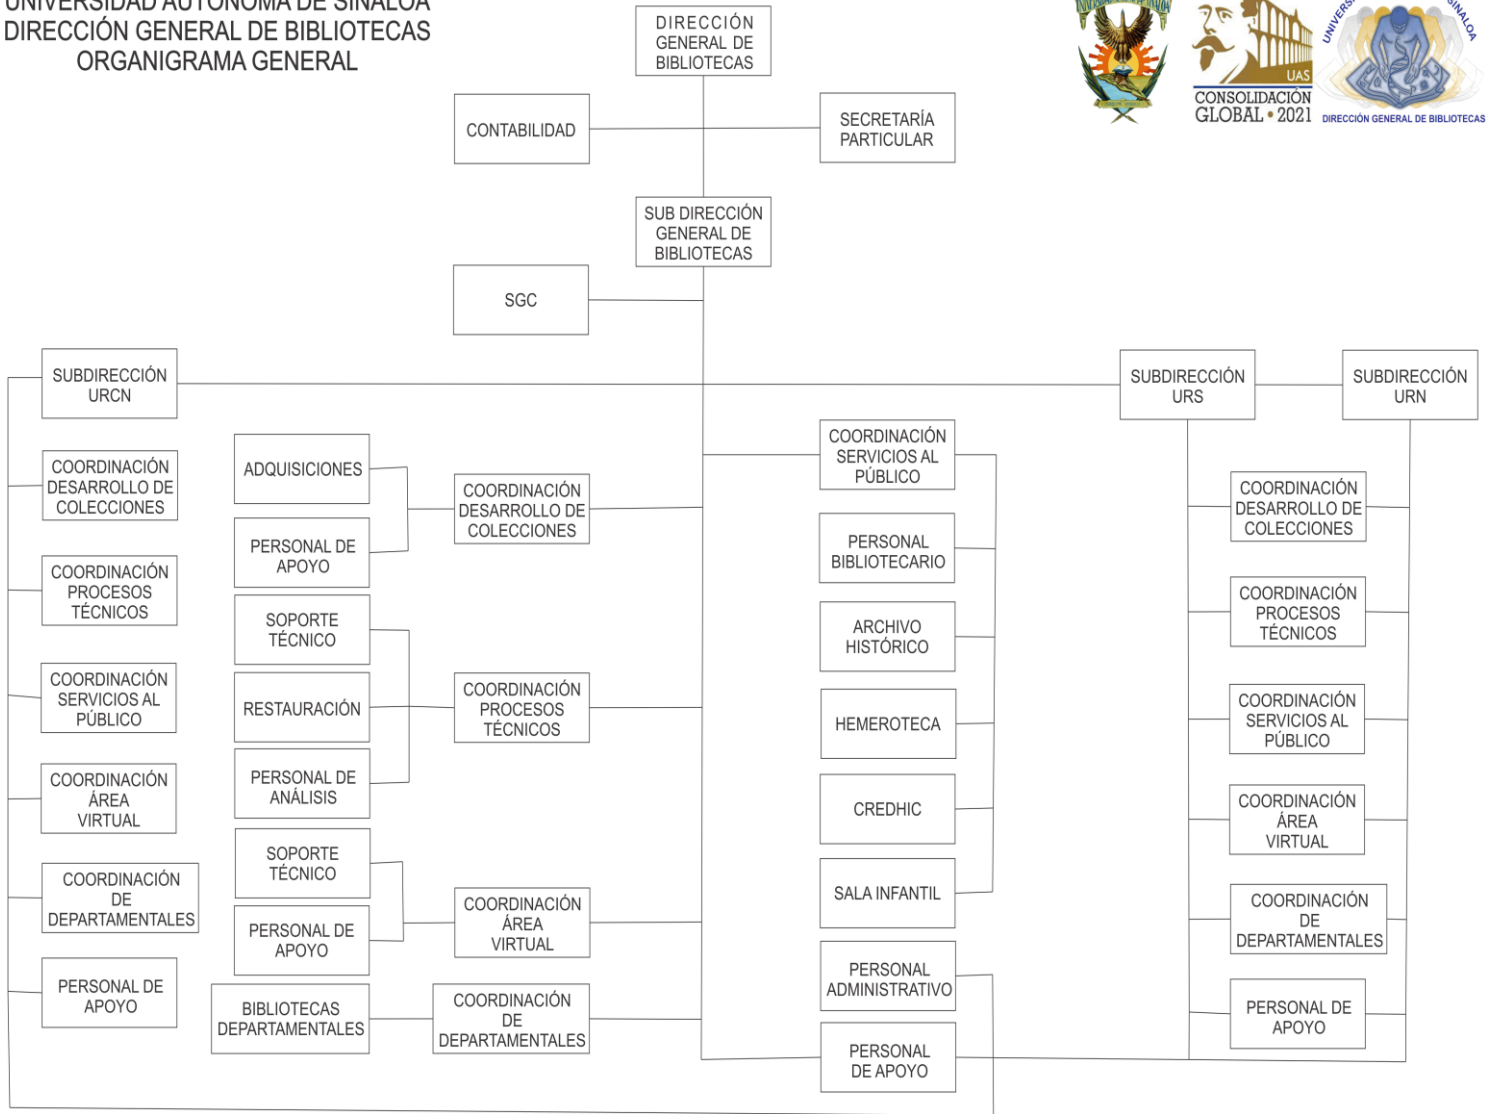 UNIVERSIDAD AUTÓNOMA DE SINALOA
DIRECCIÓN GENERAL DE BIBLIOTECAS
ORGANIGRAMA GENERAL
DIRECCIÓN
GENERAL DE
BIBLIOTECAS
UAS
CONSOLIDACIÓN
GLOBAL • 2021
DIRECCIÓN GENERAL DE BIBLIOTECAS
CONTABILIDAD
SECRETARÍA
PARTICULAR
SUB DIRECCIÓN
GENERAL DE
BIBLIOTECAS
SGC
SUBDIRECCIÓN
URCN
SUBDIRECCIÓN
URS
SUBDIRECCIÓN
URN
COORDINACIÓN
DESARROLLO DE
COLECCIONES
COORDINACIÓN
PROCESOS
TÉCNICOS
COORDINACIÓN
SERVICIOS AL
PÚBLICO
COORDINACIÓN
ÁREA
VIRTUAL
COORDINACIÓN
DE
DEPARTAMENTALES
PERSONAL DE
APOYO
ADQUISICIONES
PERSONAL DE
APOYO
SOPORTE
TÉCNICO
RESTAURACIÓN
PERSONAL DE
ANÁLISIS
SOPORTE
TÉCNICO
PERSONAL DE
APOYO
BIBLIOTECAS
DEPARTAMENTALES
COORDINACIÓN
DESARROLLO DE
COLECCIONES
COORDINACIÓN
PROCESOS
TÉCNICOS
COORDINACIÓN
ÁREA
VIRTUAL
COORDINACIÓN
DE
DEPARTAMENTALES
COORDINACIÓN
SERVICIOS AL
PÚBLICO
PERSONAL
BIBLIOTECARIO
ARCHIVO
HISTÓRICO
HEMEROTECA
CREDHIC
SALA INFANTIL
PERSONAL
ADMINISTRATIVO
PERSONAL
DE APOYO
COORDINACIÓN
DESARROLLO DE
COLECCIONES
COORDINACIÓN
PROCESOS
TÉCNICOS
COORDINACIÓN
SERVICIOS AL
PÚBLICO
COORDINACIÓN
ÁREA
VIRTUAL
COORDINACIÓN
DE
DEPARTAMENTALES
PERSONAL DE
APOYO